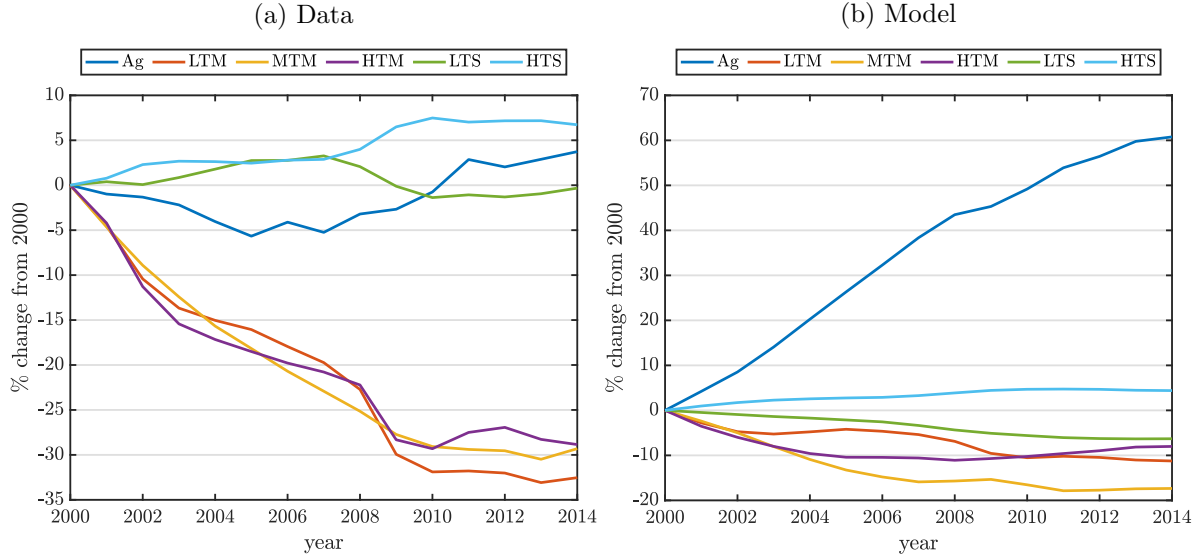 (a) Data
Ag LTM MTM HTM LTS HTS
10
5
0
-5
-10
-15
-20
-25
-30
-35
% change from 2000
2000 2002 2004 2006 2008 2010 2012 2014
year
(b) Model
Ag LTM MTM HTM LTS HTS
70
60
50
40
30
20
10
0
-10
-20
% change from 2000
2000 2002 2004 2006 2008 2010 2012 2014
year